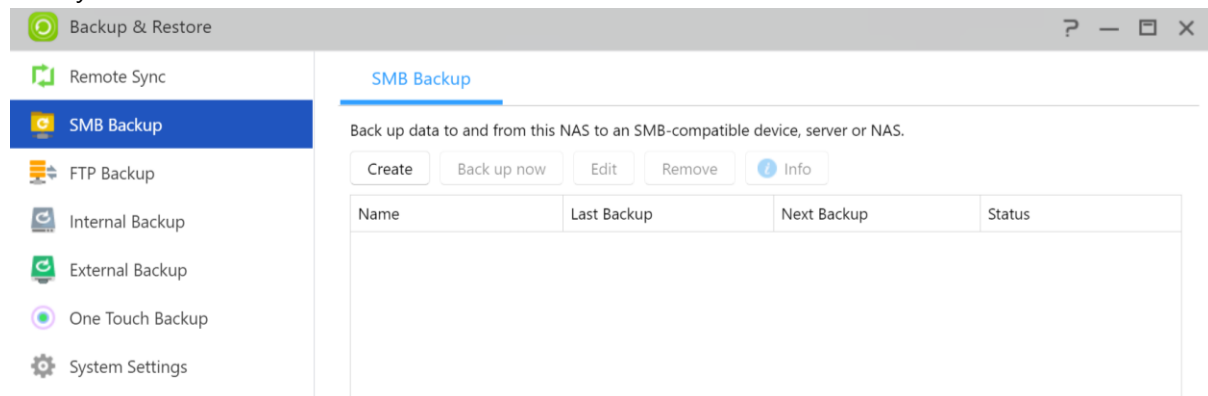 Backup & Restore
Remote Sync
SMB Backup
FTP Backup
Internal Backup
External Backup
One Touch Backup
System Settings
SMB Backup
Back up data to and from this NAS to an SMB-compatible device, server or NAS.
Create Back up now Edit Remove Info
Name Last Backup Next Backup Status